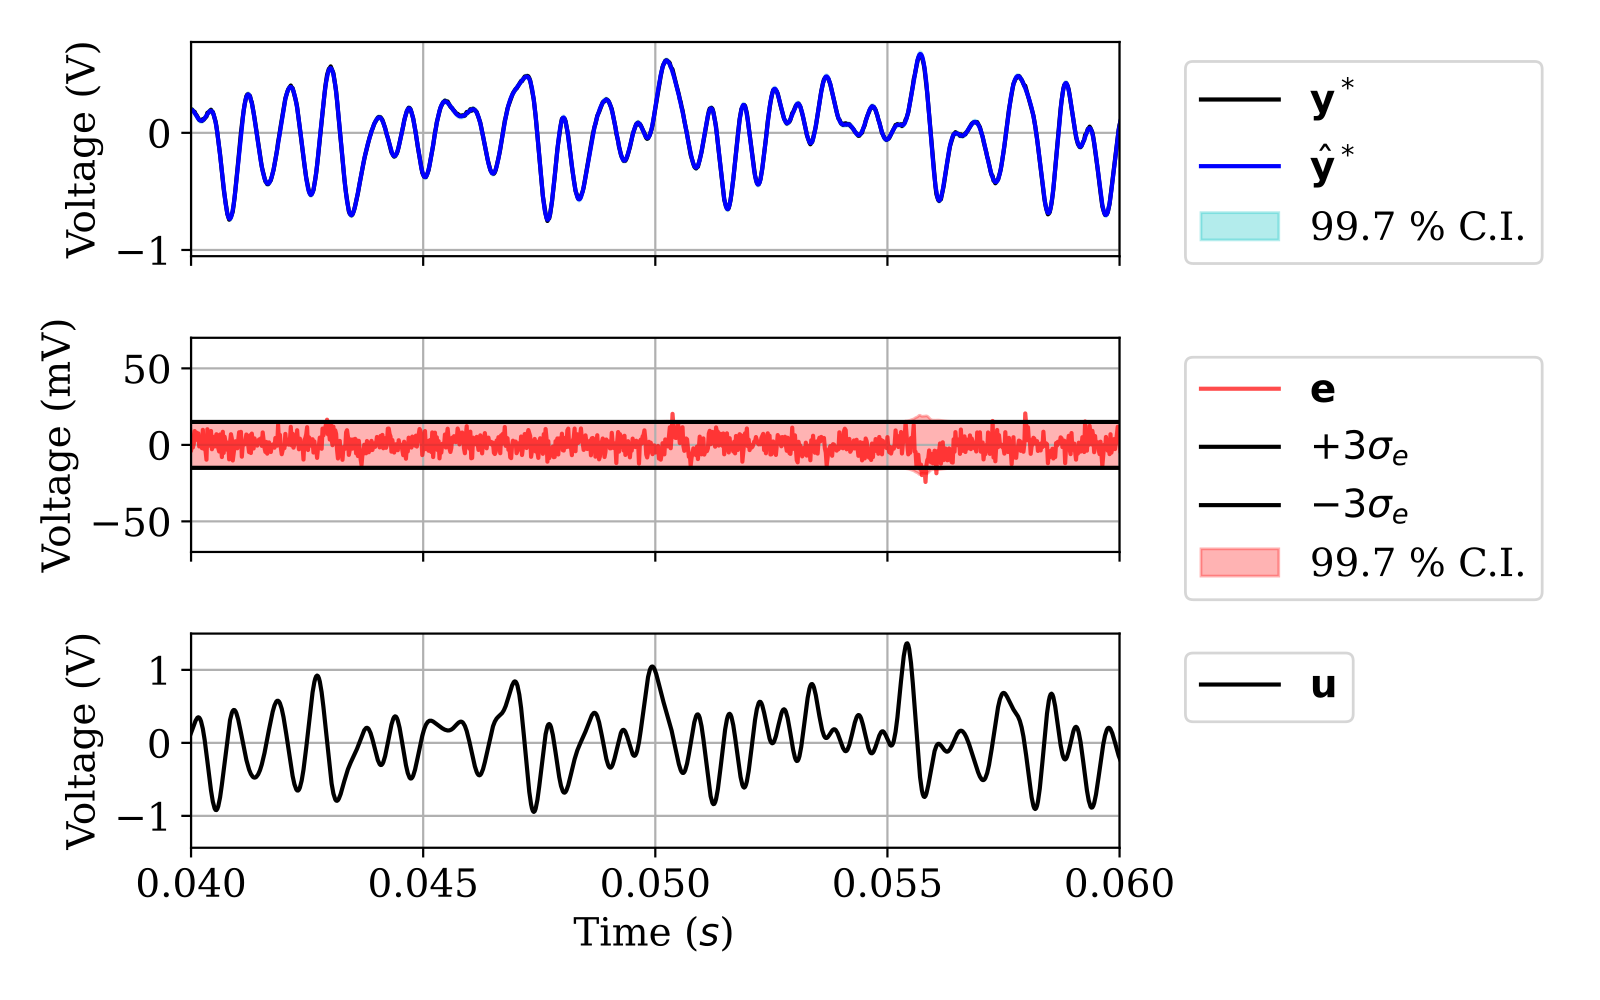 Voltage (V)
0
−1
y*
ŷ*
99.7 % C.I.
Voltage (mV)
50
0
−50
e
+3σₑ
−3σₑ
99.7 % C.I.
Voltage (V)
1
0
−1
u
0.040 0.045 0.050 0.055 0.060
Time (s)